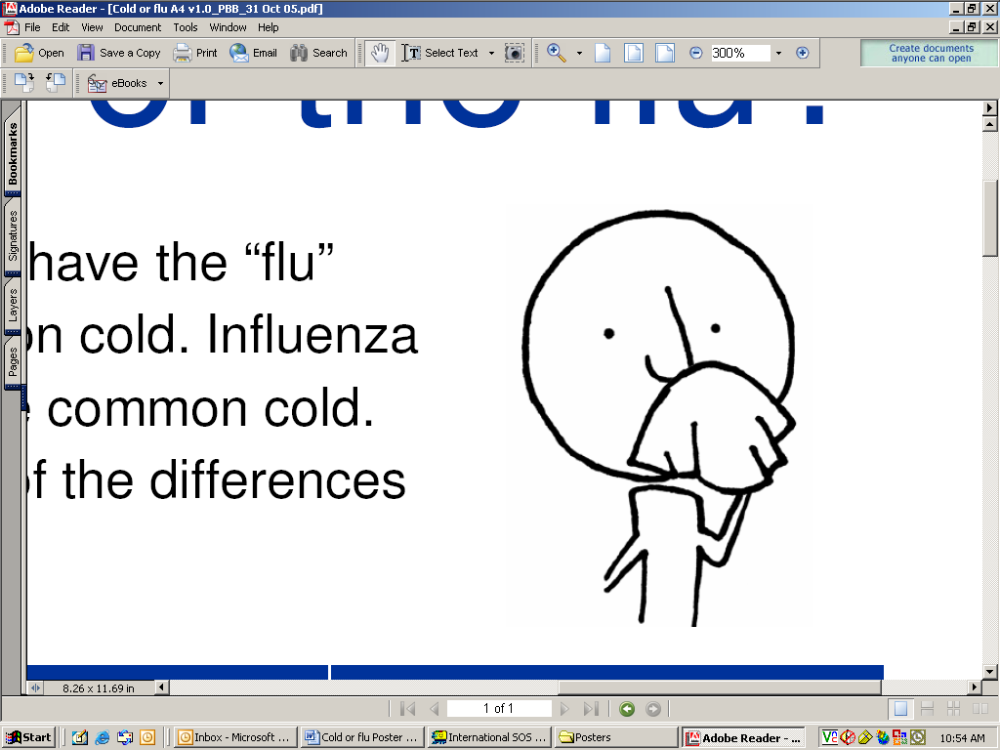 Adobe Reader - [Cold or flu A4 v1.0_PBB_31 Oct 05.pdf]
File Edit View Document Tools Window Help
Open Save a Copy Print Email Search Select Text 300% Create documents
anyone can open
eBooks
or the flu?
Bookmarks
Signatures
Layers
Pages
have the “flu”
on cold. Influenza
e common cold.
of the differences
8.26 x 11.69 in
1 of 1
Start Inbox - Microsoft ... Cold or flu Poster ... International SOS ... Posters Adobe Reader - ... 10:54 AM